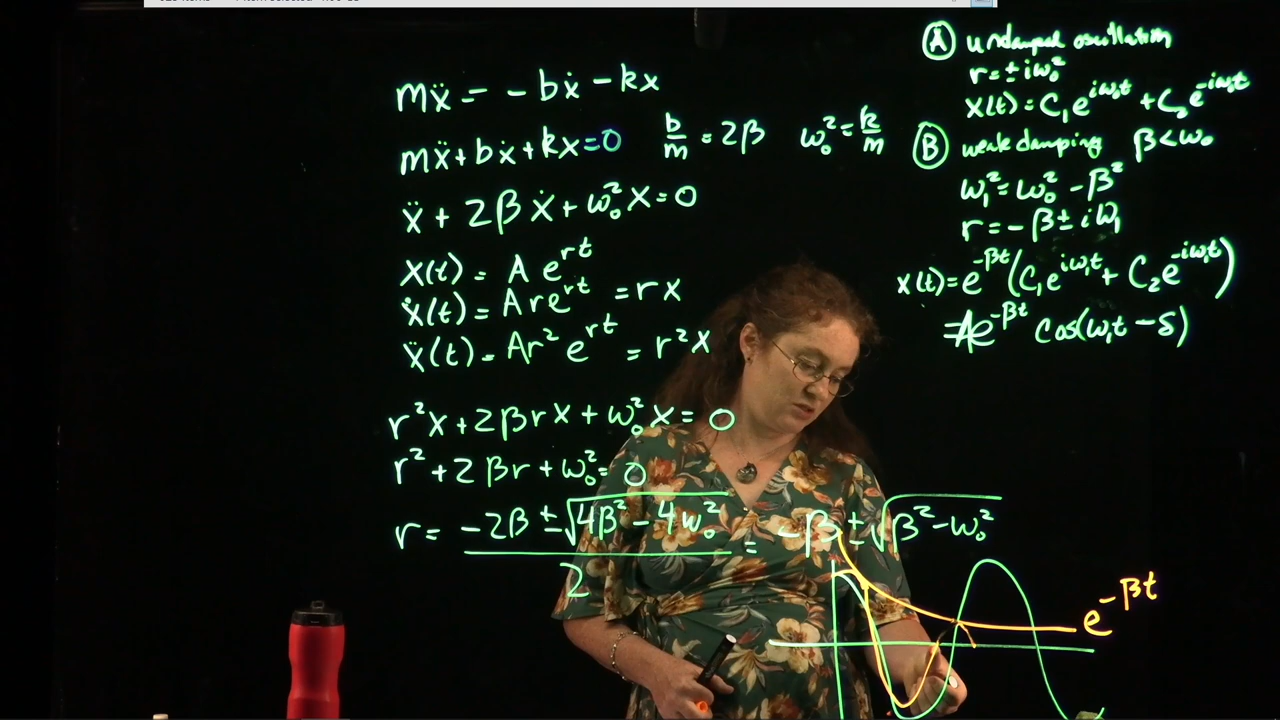 mẍ = - bẋ - kx
mẍ + bẋ + kx = 0    b/m = 2β    ω₀² = k/m
ẍ + 2βẋ + ω₀²x = 0
x(t) = A e^{rt}
ẋ(t) = A r e^{rt} = r x
ẍ(t) = A r² e^{rt} = r² x
r²x + 2βrx + ω₀²x = 0
r² + 2βr + ω₀² = 0
r = (-2β ± √(4β² - 4ω₀²)) / 2 = -β ± √(β² - ω₀²)
Ⓐ undamped oscillation
r = ± iω₀²
x(t) = C₁e^{iω₀t} + C₂e^{-iω₀t}
Ⓑ weak damping β < ω₀
ω₁² = ω₀² - β²
r = -β ± iω₁
x(t) = e^{-βt}(C₁e^{iω₁t} + C₂e^{-iω₁t})
= Ae^{-βt} cos(ω₁t - δ)
e^{-βt}